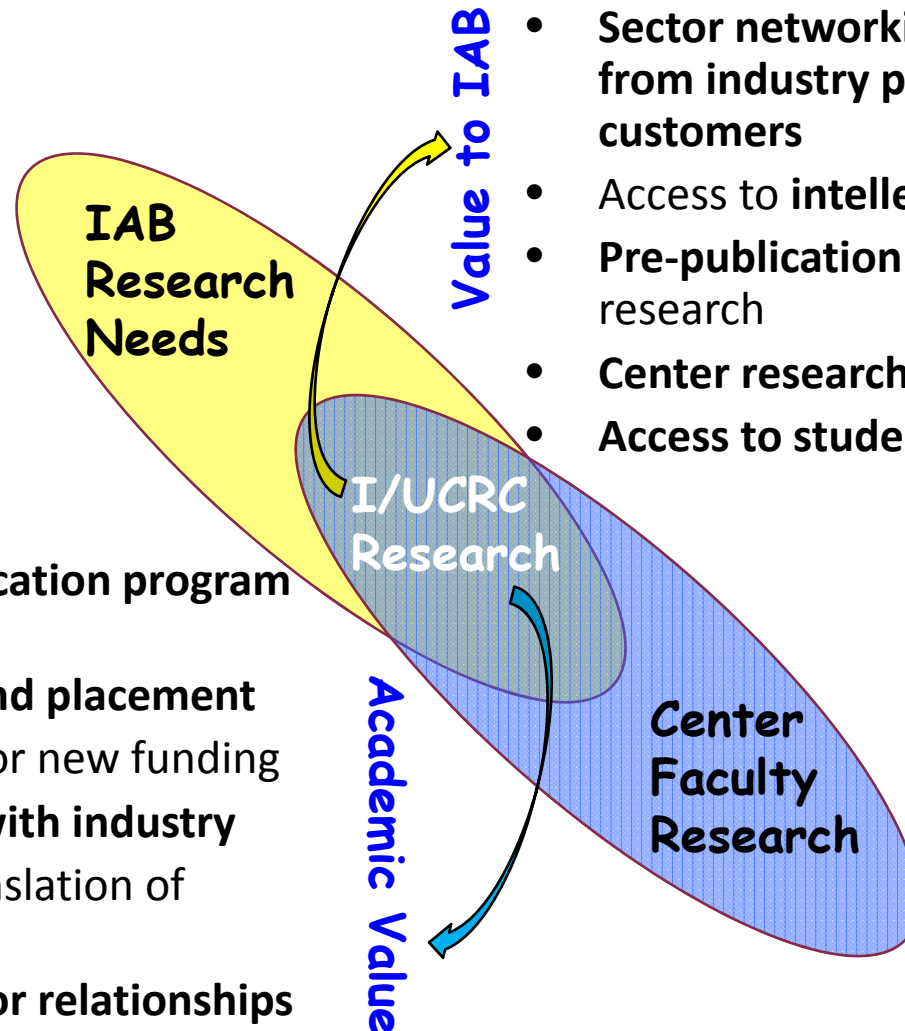 Value to IAB
• Sector networki
from industry p
customers
• Access to intelle
• Pre-publication
research
• Center research
• Access to stude
IAB
Research
Needs
I/UCRC
Research
Center
Faculty
Research
Academic Value
cation program
nd placement
or new funding
with industry
nslation of
or relationships